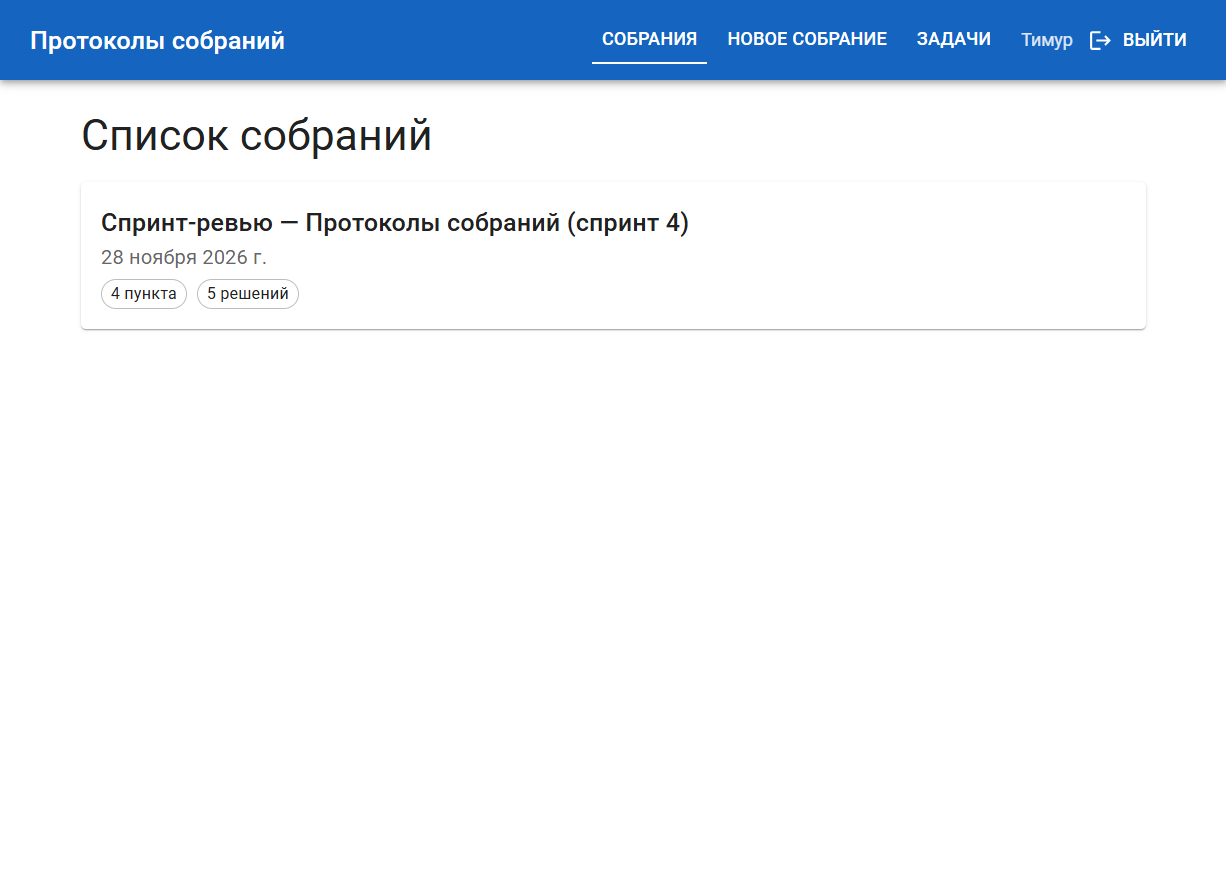 Протоколы собраний
СОБРАНИЯ
НОВОЕ СОБРАНИЕ
ЗАДАЧИ
Тимур
ВЫЙТИ
Список собраний
Спринт-ревью — Протоколы собраний (спринт 4)
28 ноября 2026 г.
4 пункта
5 решений